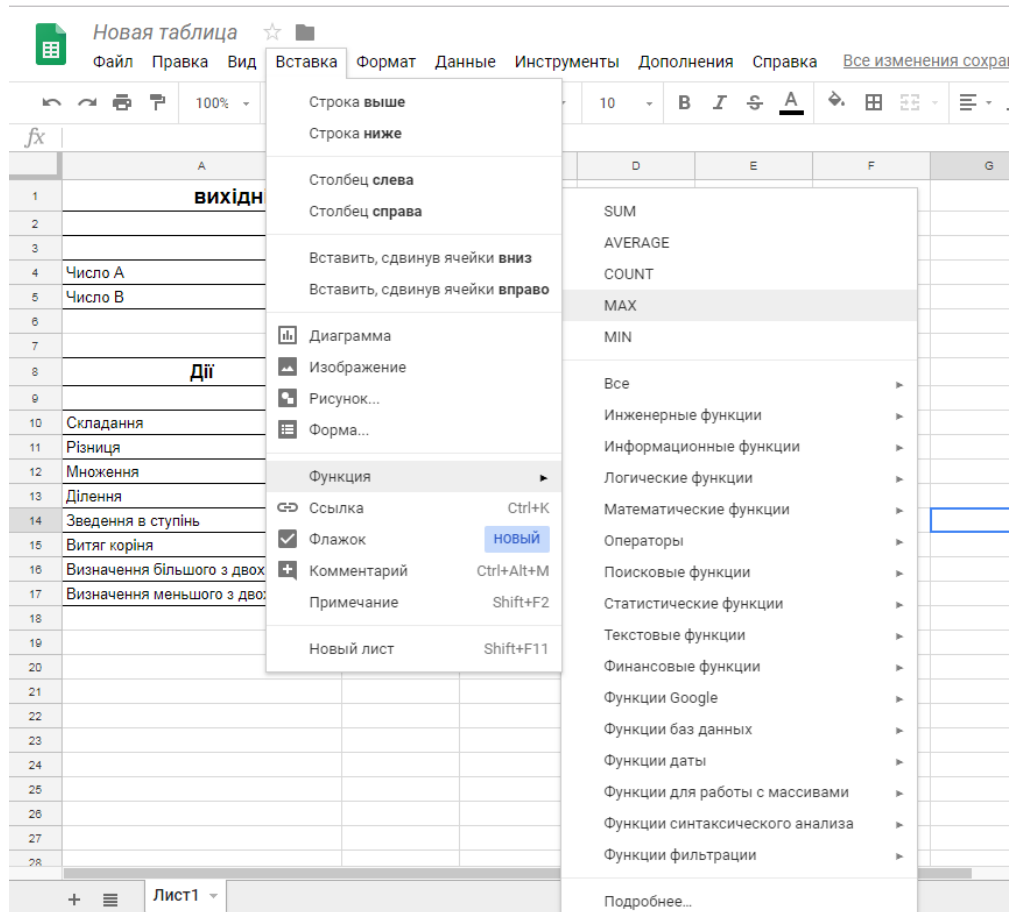 Новая таблица
Файл Правка Вид Вставка Формат Данные Инструменты Дополнения Справка Все изменения сохра
100% 10 B I S A
fx
A D E F G
1 вихідн
2
3
4 Число А
5 Число В
6
7
8 Дії
9
10 Складання
11 Різниця
12 Множення
13 Ділення
14 Зведення в ступінь
15 Витяг коріня
16 Визначення більшого з двох
17 Визначення меньшого з дво
18
19
20
21
22
23
24
25
26
27
28
Строка выше
Строка ниже
Столбец слева
Столбец справа
Вставить, сдвинув ячейки вниз
Вставить, сдвинув ячейки вправо
Диаграмма
Изображение
Рисунок...
Форма...
Функция
Ссылка Ctrl+K
Флажок НОВЫЙ
Комментарий Ctrl+Alt+M
Примечание Shift+F2
Новый лист Shift+F11
SUM
AVERAGE
COUNT
MAX
MIN
Все
Инженерные функции
Информационные функции
Логические функции
Математические функции
Операторы
Поисковые функции
Статистические функции
Текстовые функции
Финансовые функции
Функции Google
Функции баз данных
Функции даты
Функции для работы с массивами
Функции синтаксического анализа
Функции фильтрации
Подробнее...
Лист1